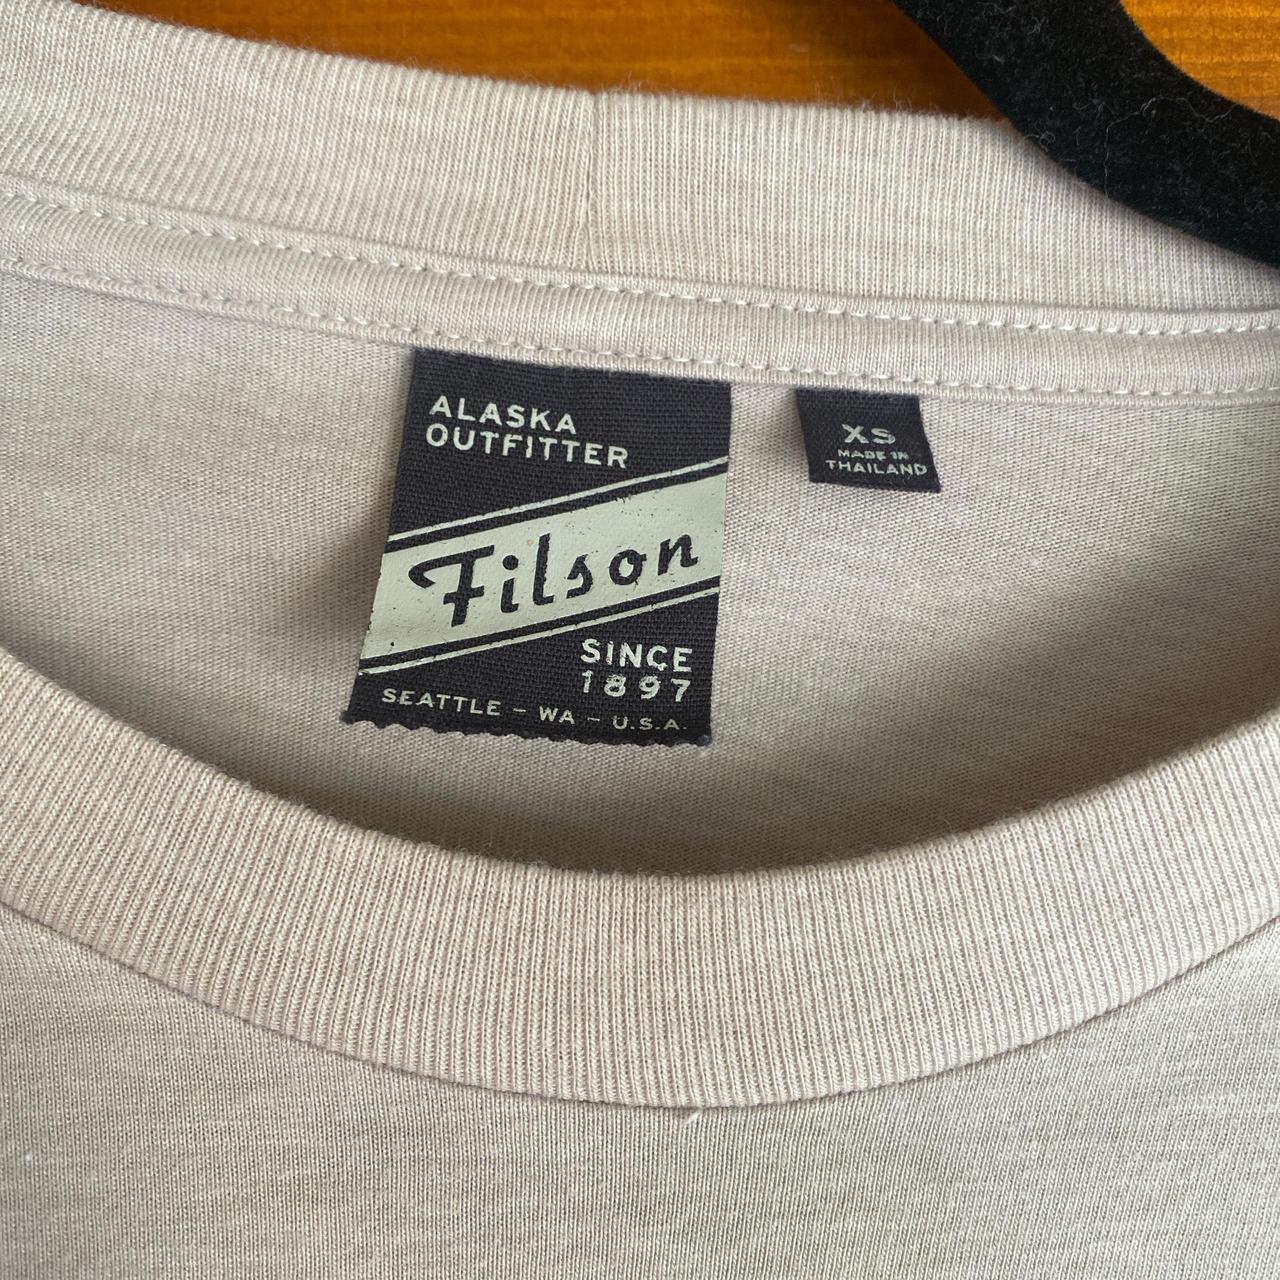 ALASKA
OUTFITTER
Filson
SINCE
1897
SEATTLE - WA - U.S.A.
XS
MADE IN
THAILAND